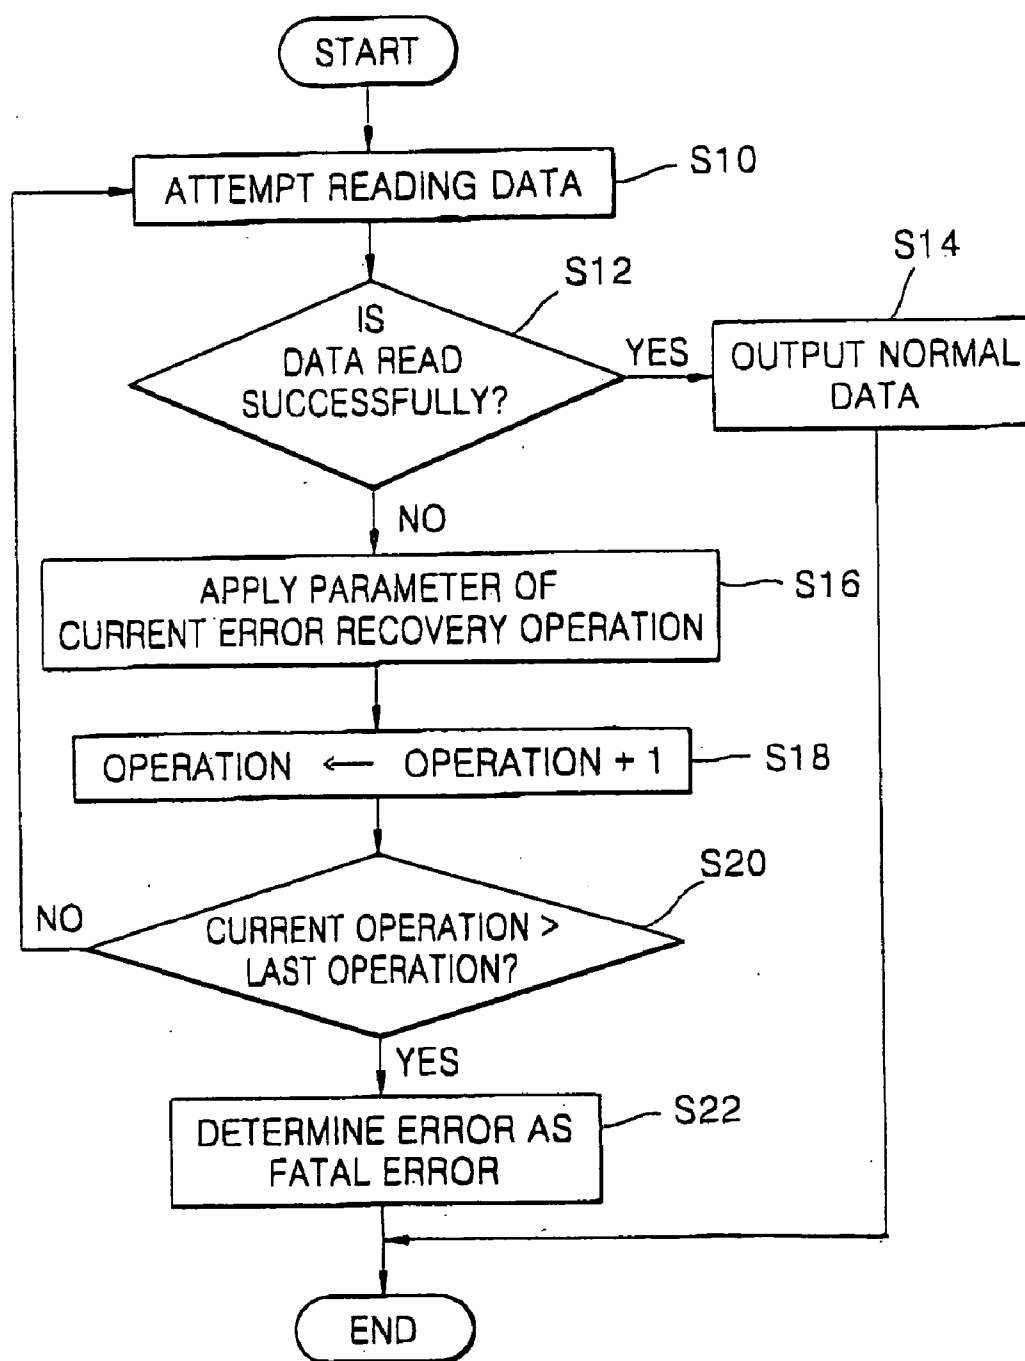 START
ATTEMPT READING DATA
S10
IS
DATA READ
SUCCESSFULLY?
S12
YES
S14
OUTPUT NORMAL
DATA
NO
APPLY PARAMETER OF
CURRENT ERROR RECOVERY OPERATION
S16
OPERATION ← OPERATION + 1
S18
S20
NO
CURRENT OPERATION >
LAST OPERATION?
YES
DETERMINE ERROR AS
FATAL ERROR
S22
END